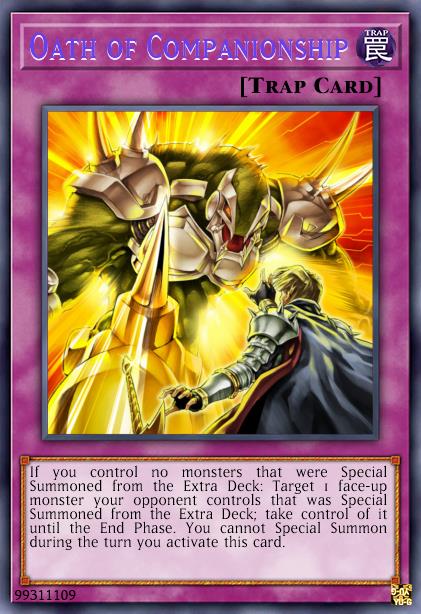 Oath of Companionship
TRAP
罠
[Trap Card]
If you control no monsters that were Special
Summoned from the Extra Deck: Target 1 face-up
monster your opponent controls that was Special
Summoned from the Extra Deck; take control of it
until the End Phase. You cannot Special Summon
during the turn you activate this card.
99311109